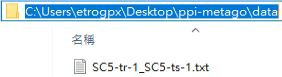 C:\Users\etrogpx\Desktop\ppi-metago\data
名稱
SC5-tr-1_SC5-ts-1.txt